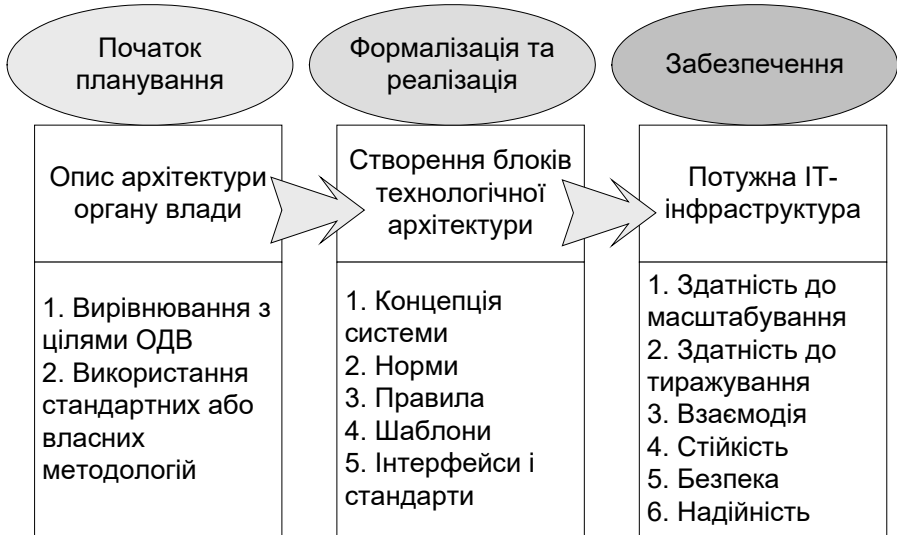 Початок
планування
Опис архітектури
органу влади
1. Вирівнювання з
цілями ОДВ
2. Використання
стандартних або
власних
методологій
Формалізація та
реалізація
Створення блоків
технологічної
архітектури
1. Концепція
системи
2. Норми
3. Правила
4. Шаблони
5. Інтерфейси і
стандарти
Забезпечення
Потужна ІТ-
інфраструктура
1. Здатність до
масштабування
2. Здатність до
тиражування
3. Взаємодія
4. Стійкість
5. Безпека
6. Надійність